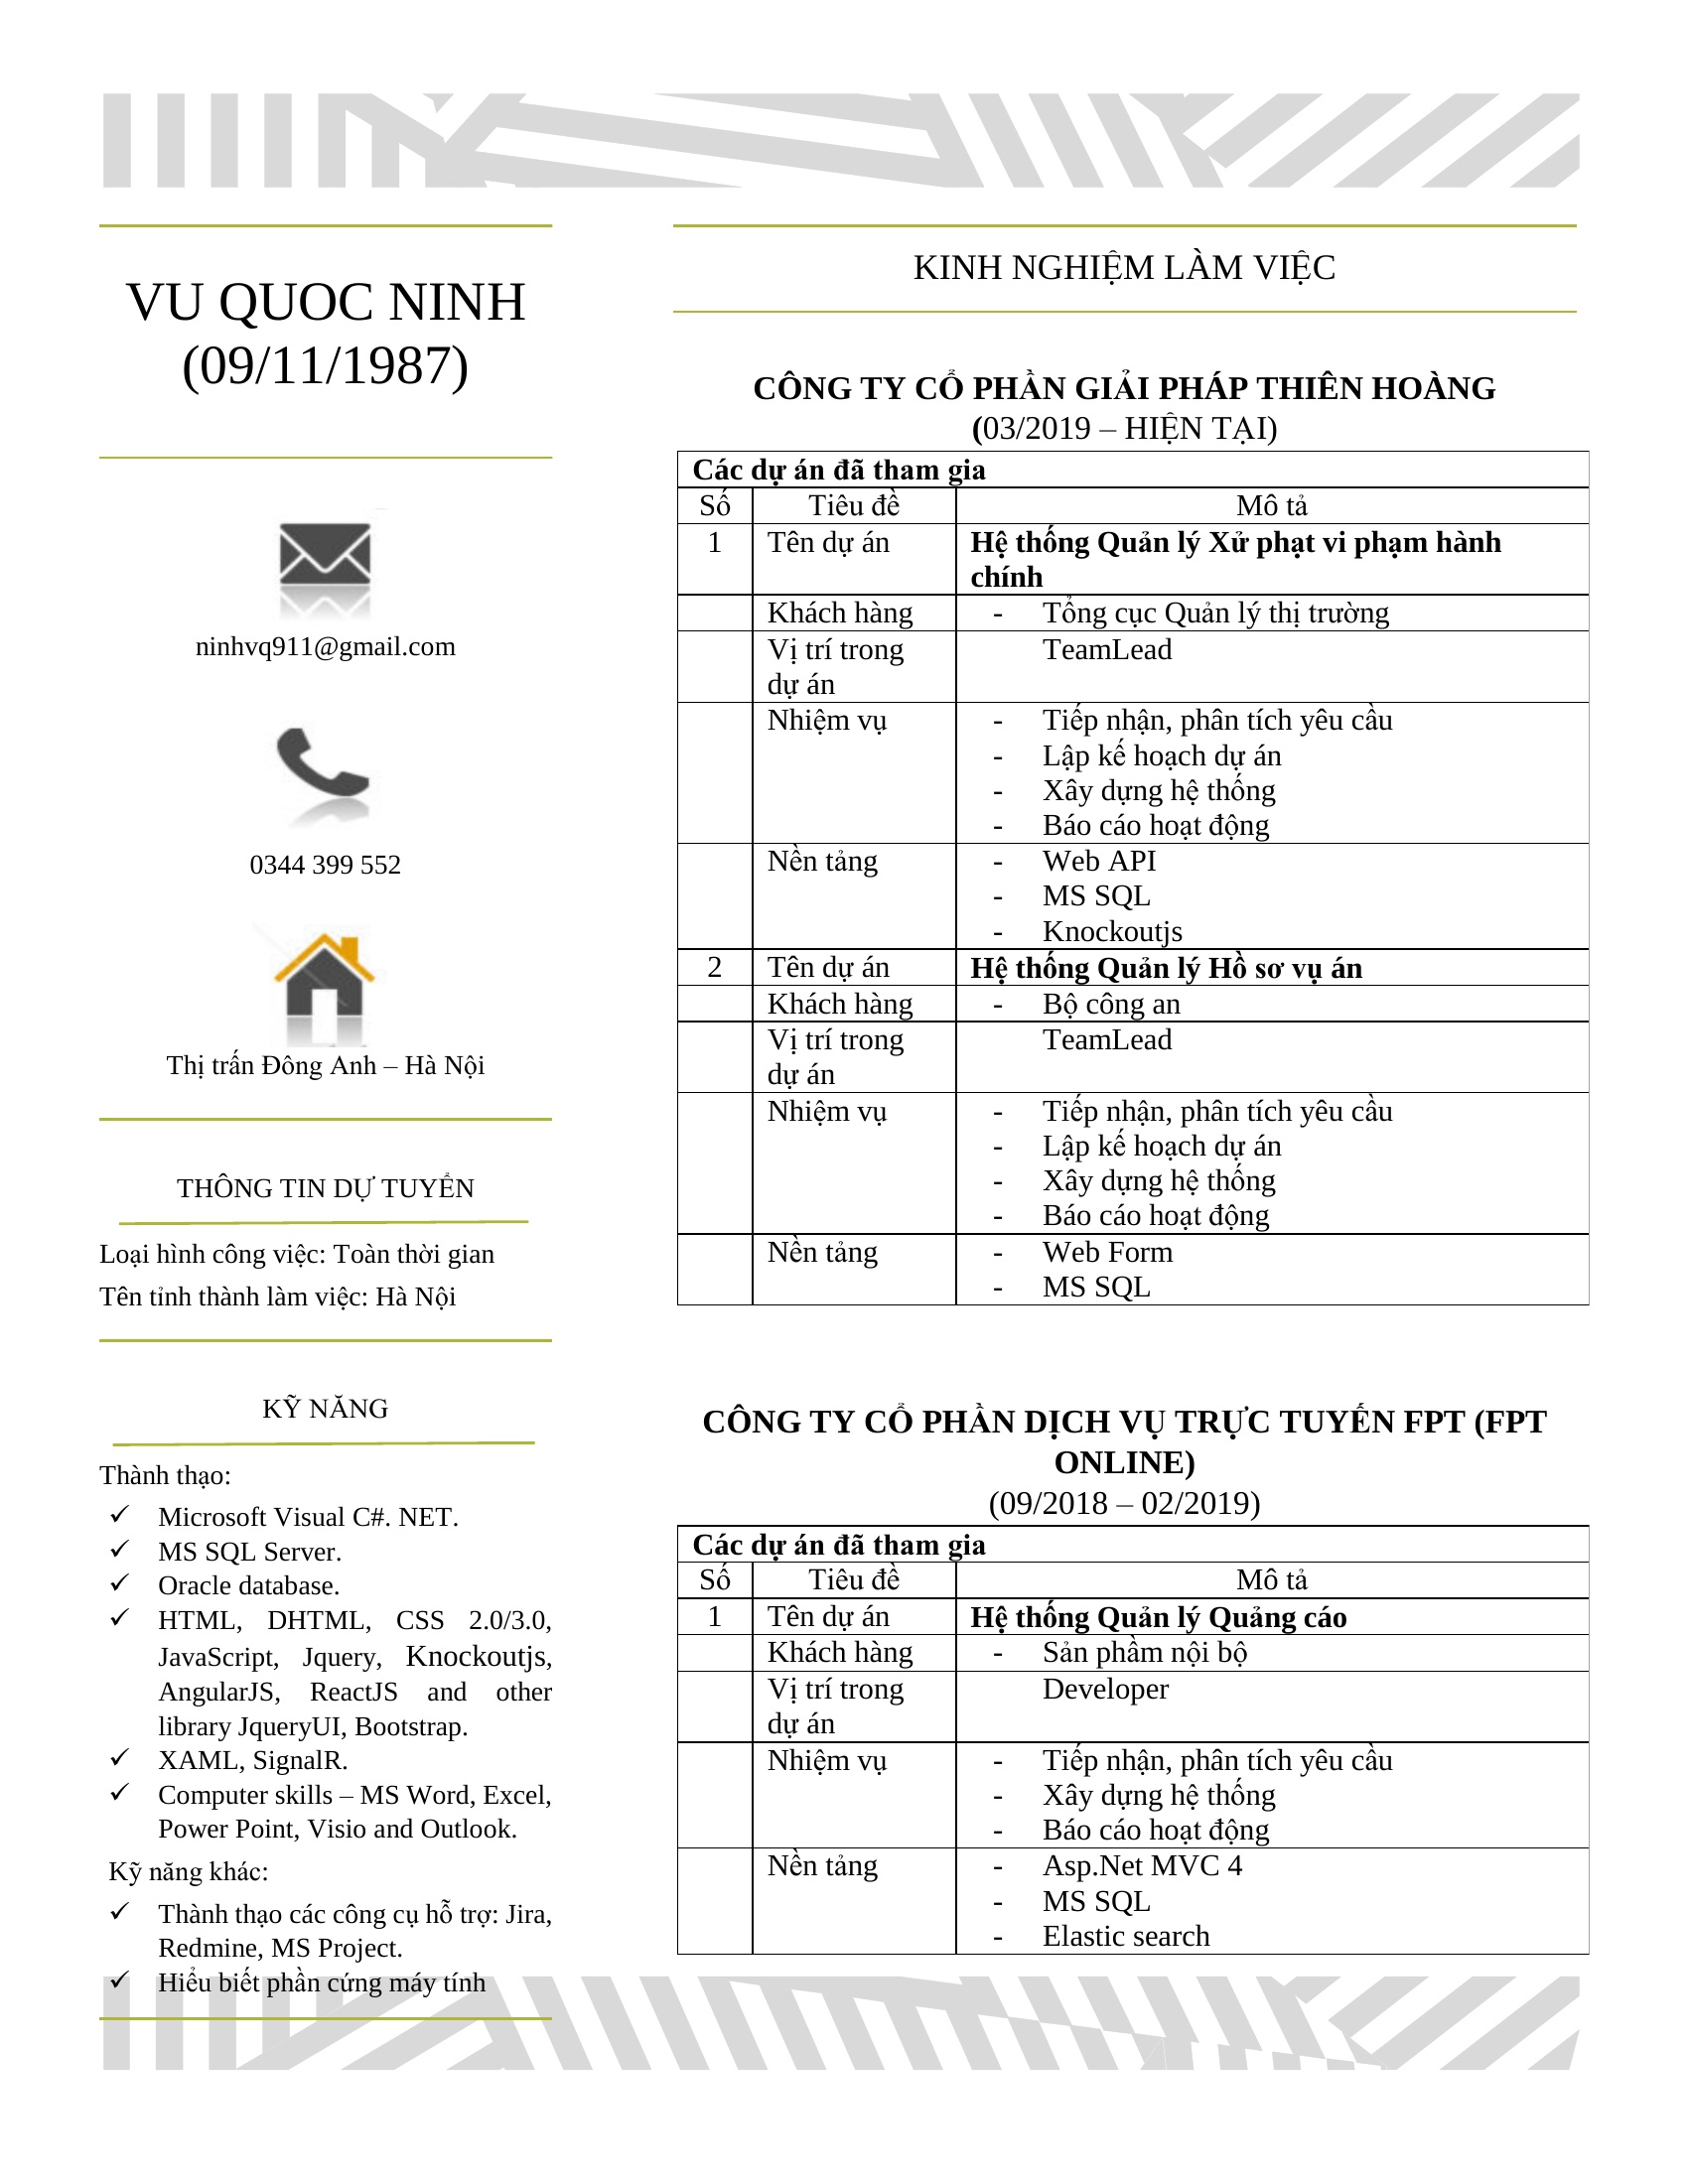 VU QUOC NINH
(09/11/1987)
ninhvq911@gmail.com
0344 399 552
Thị trấn Đông Anh – Hà Nội
THÔNG TIN DỰ TUYỂN
Loại hình công việc: Toàn thời gian
Tên tỉnh thành làm việc: Hà Nội
KỸ NĂNG
Thành thạo:
✓ Microsoft Visual C#. NET.
✓ MS SQL Server.
✓ Oracle database.
✓ HTML, DHTML, CSS 2.0/3.0,
JavaScript, Jquery, Knockoutjs,
AngularJS, ReactJS and other
library JqueryUI, Bootstrap.
✓ XAML, SignalR.
✓ Computer skills – MS Word, Excel,
Power Point, Visio and Outlook.
Kỹ năng khác:
✓ Thành thạo các công cụ hỗ trợ: Jira,
Redmine, MS Project.
✓ Hiểu biết phần cứng máy tính
KINH NGHIỆM LÀM VIỆC
CÔNG TY CỔ PHẦN GIẢI PHÁP THIÊN HOÀNG
(03/2019 – HIỆN TẠI)
Các dự án đã tham gia
Số Tiêu đề Mô tả
1 Tên dự án Hệ thống Quản lý Xử phạt vi phạm hành
chính
Khách hàng - Tổng cục Quản lý thị trường
Vị trí trong TeamLead
dự án
Nhiệm vụ - Tiếp nhận, phân tích yêu cầu
- Lập kế hoạch dự án
- Xây dựng hệ thống
- Báo cáo hoạt động
Nền tảng - Web API
- MS SQL
- Knockoutjs
2 Tên dự án Hệ thống Quản lý Hồ sơ vụ án
Khách hàng - Bộ công an
Vị trí trong TeamLead
dự án
Nhiệm vụ - Tiếp nhận, phân tích yêu cầu
- Lập kế hoạch dự án
- Xây dựng hệ thống
- Báo cáo hoạt động
Nền tảng - Web Form
- MS SQL
CÔNG TY CỔ PHẦN DỊCH VỤ TRỰC TUYẾN FPT (FPT
ONLINE)
(09/2018 – 02/2019)
Các dự án đã tham gia
Số Tiêu đề Mô tả
1 Tên dự án Hệ thống Quản lý Quảng cáo
Khách hàng - Sản phầm nội bộ
Vị trí trong Developer
dự án
Nhiệm vụ - Tiếp nhận, phân tích yêu cầu
- Xây dựng hệ thống
- Báo cáo hoạt động
Nền tảng - Asp.Net MVC 4
- MS SQL
- Elastic search